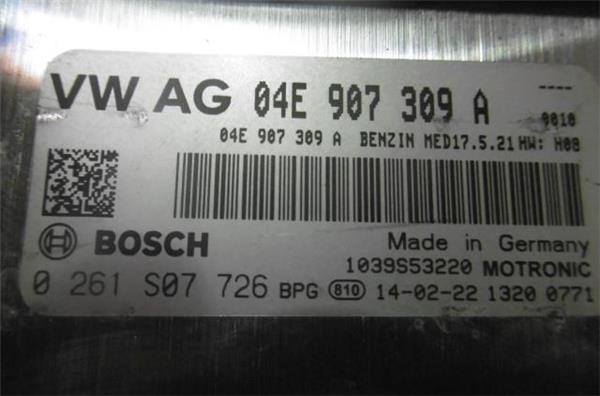 VW AG 04E 907 309 A ----
0010
04E 907 309 A BENZIN MED17.5.21 HW: H08
BOSCH
Made in Germany
1039S53220 MOTRONIC
0 261 S07 726 BPG 810 14-02-22 1320 0771